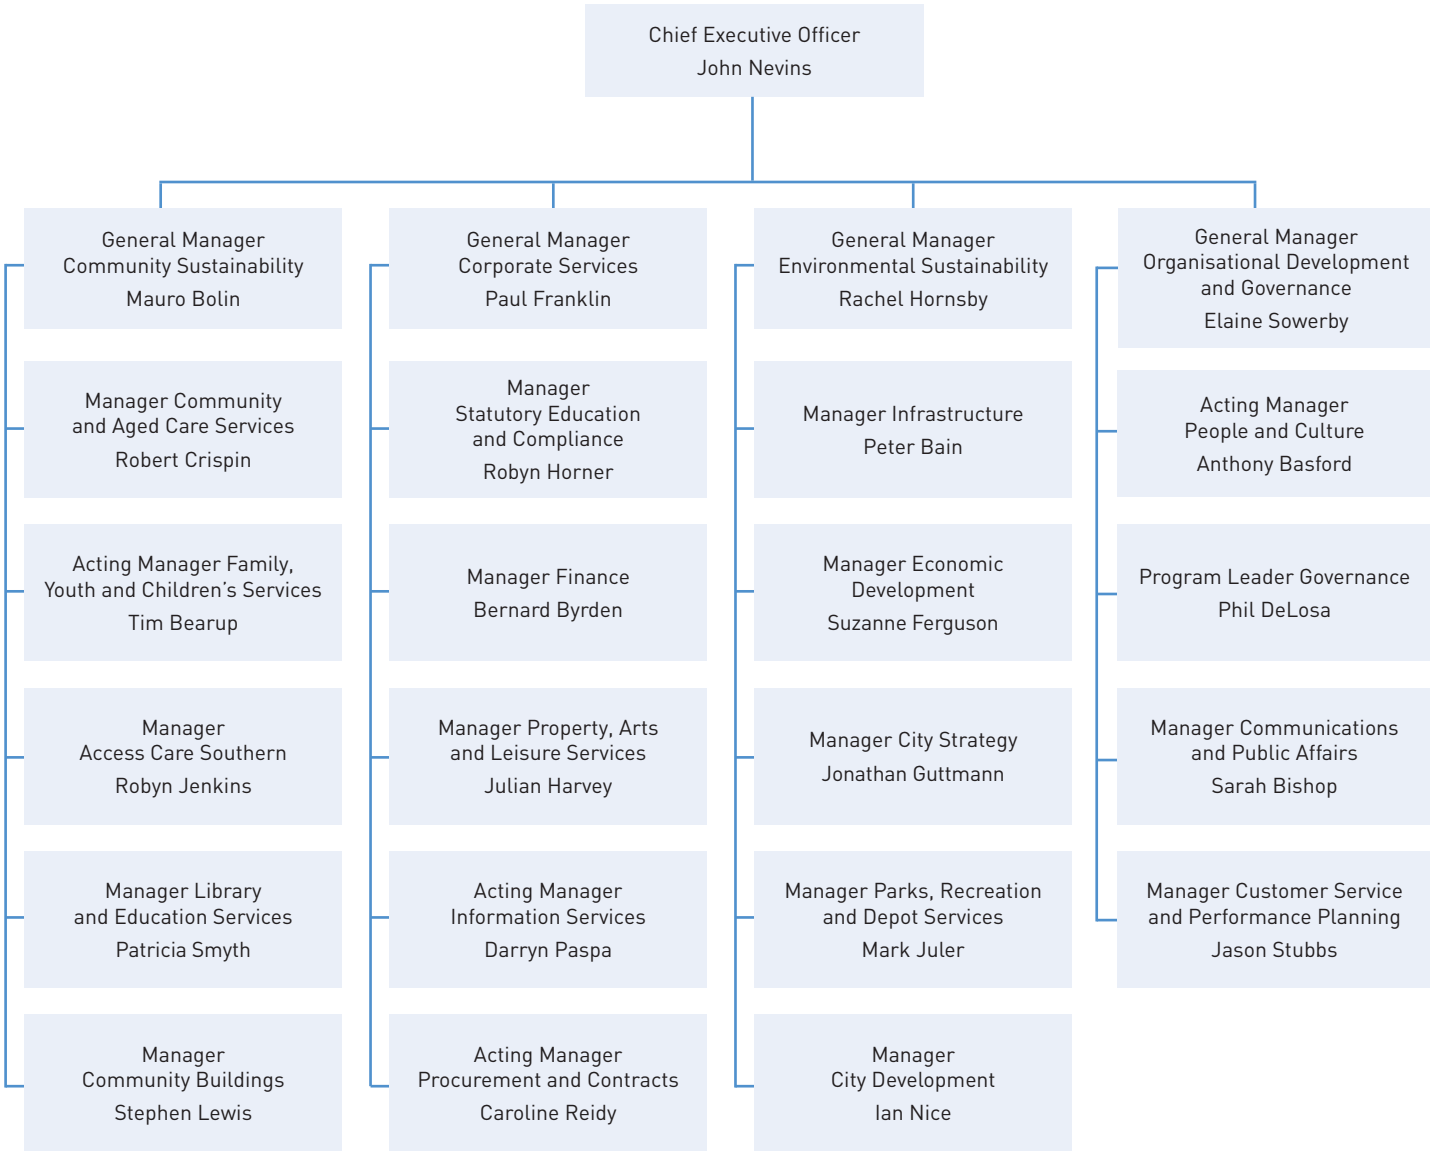 Chief Executive Officer
John Nevins
General Manager
Community Sustainability
Mauro Bolin
Manager Community
and Aged Care Services
Robert Crispin
Acting Manager Family,
Youth and Children’s Services
Tim Bearup
Manager
Access Care Southern
Robyn Jenkins
Manager Library
and Education Services
Patricia Smyth
Manager
Community Buildings
Stephen Lewis
General Manager
Corporate Services
Paul Franklin
Manager
Statutory Education
and Compliance
Robyn Horner
Manager Finance
Bernard Byrden
Manager Property, Arts
and Leisure Services
Julian Harvey
Acting Manager
Information Services
Darryn Paspa
Acting Manager
Procurement and Contracts
Caroline Reidy
General Manager
Environmental Sustainability
Rachel Hornsby
Manager Infrastructure
Peter Bain
Manager Economic
Development
Suzanne Ferguson
Manager City Strategy
Jonathan Guttmann
Manager Parks, Recreation
and Depot Services
Mark Juler
Manager
City Development
Ian Nice
General Manager
Organisational Development
and Governance
Elaine Sowerby
Acting Manager
People and Culture
Anthony Basford
Program Leader Governance
Phil DeLosa
Manager Communications
and Public Affairs
Sarah Bishop
Manager Customer Service
and Performance Planning
Jason Stubbs